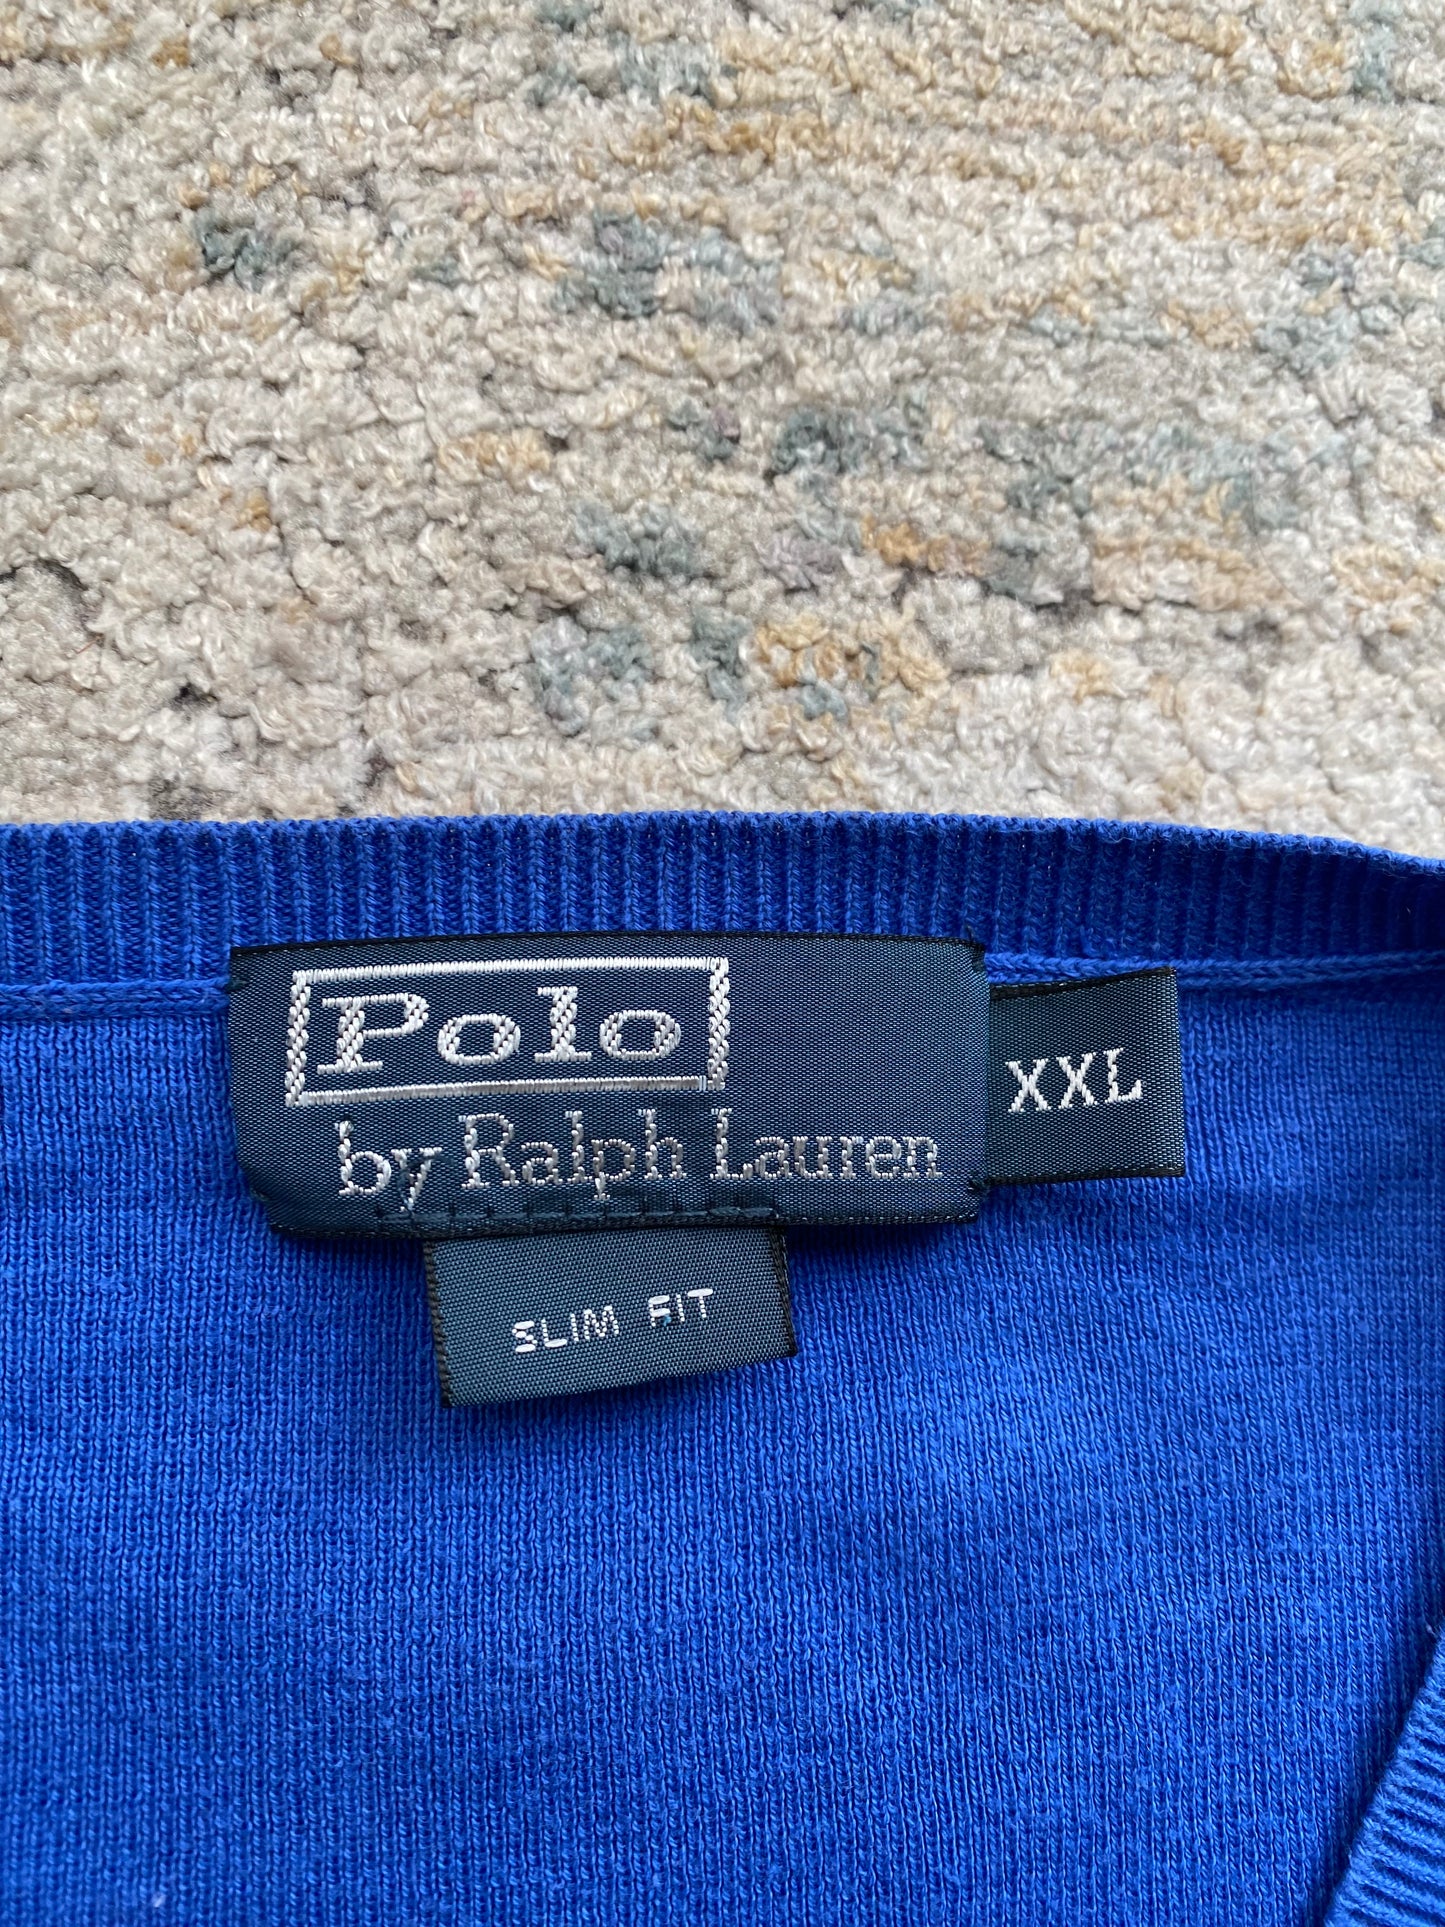 Polo
by Ralph Lauren
XXL
SLIM FIT